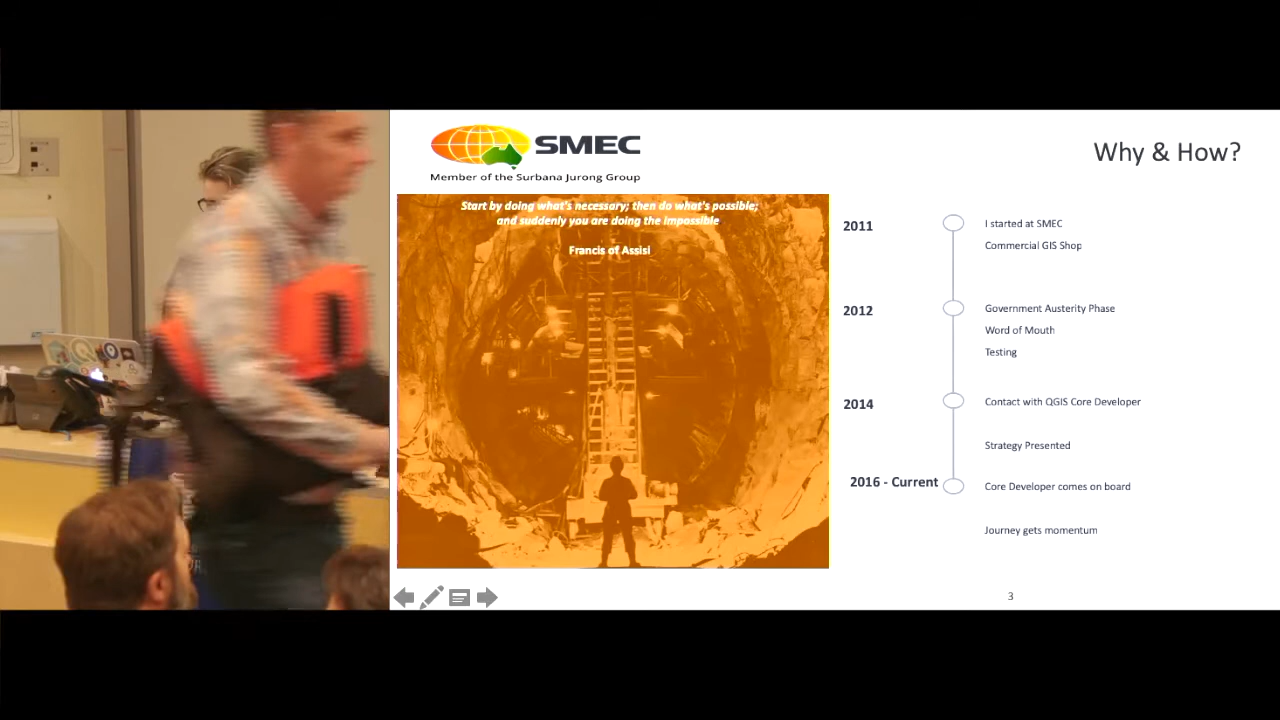 SMEC
Member of the Surbana Jurong Group
Why & How?
Start by doing what's necessary; then do what's possible;
and suddenly you are doing the impossible
Francis of Assisi
2011
I started at SMEC
Commercial GIS Shop
2012
Government Austerity Phase
Word of Mouth
Testing
2014
Contact with QGIS Core Developer
Strategy Presented
2016 - Current
Core Developer comes on board
Journey gets momentum
3